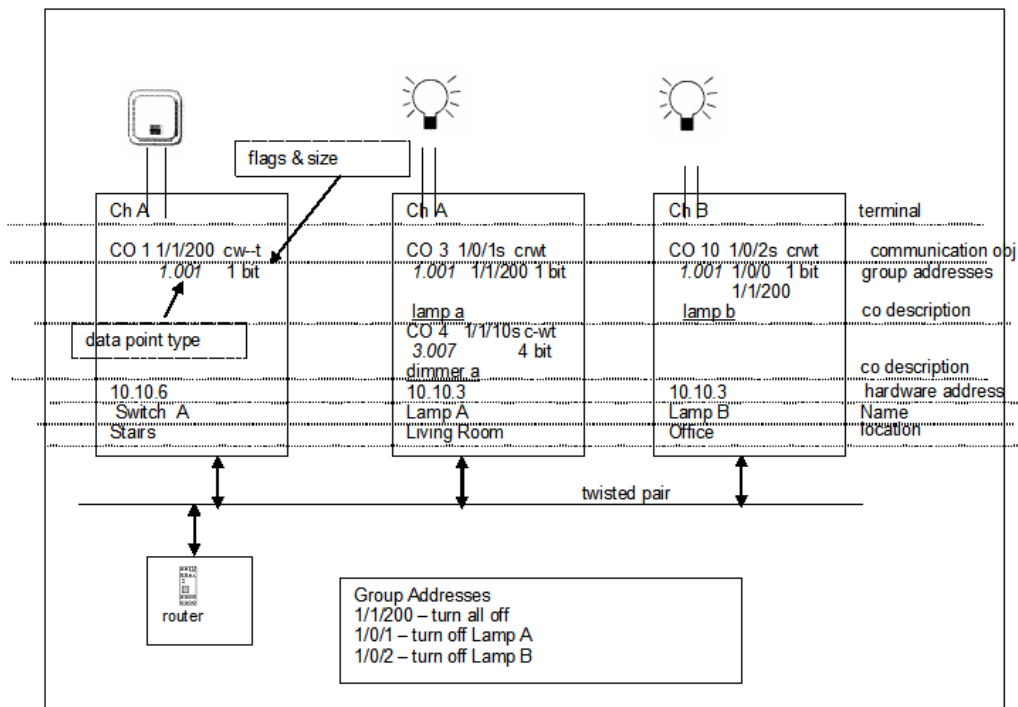 flags & size
Ch A
Ch A
Ch B
terminal
CO 1 1/1/200 cw--t
CO 3 1/0/1s crwt
CO 10 1/0/2s crwt
communication obj
1.001 1 bit
1.001 1/1/200 1 bit
1.001 1/0/0 1 bit
group addresses
1/1/200
lamp a
lamp b
co description
data point type
CO 4 1/1/10s c-wt
3.007 4 bit
dimmer a
co description
10.10.6
10.10.3
10.10.3
hardware address
Switch A
Lamp A
Lamp B
Name
Stairs
Living Room
Office
location
twisted pair
router
Group Addresses
1/1/200 – turn all off
1/0/1 – turn off Lamp A
1/0/2 – turn off Lamp B